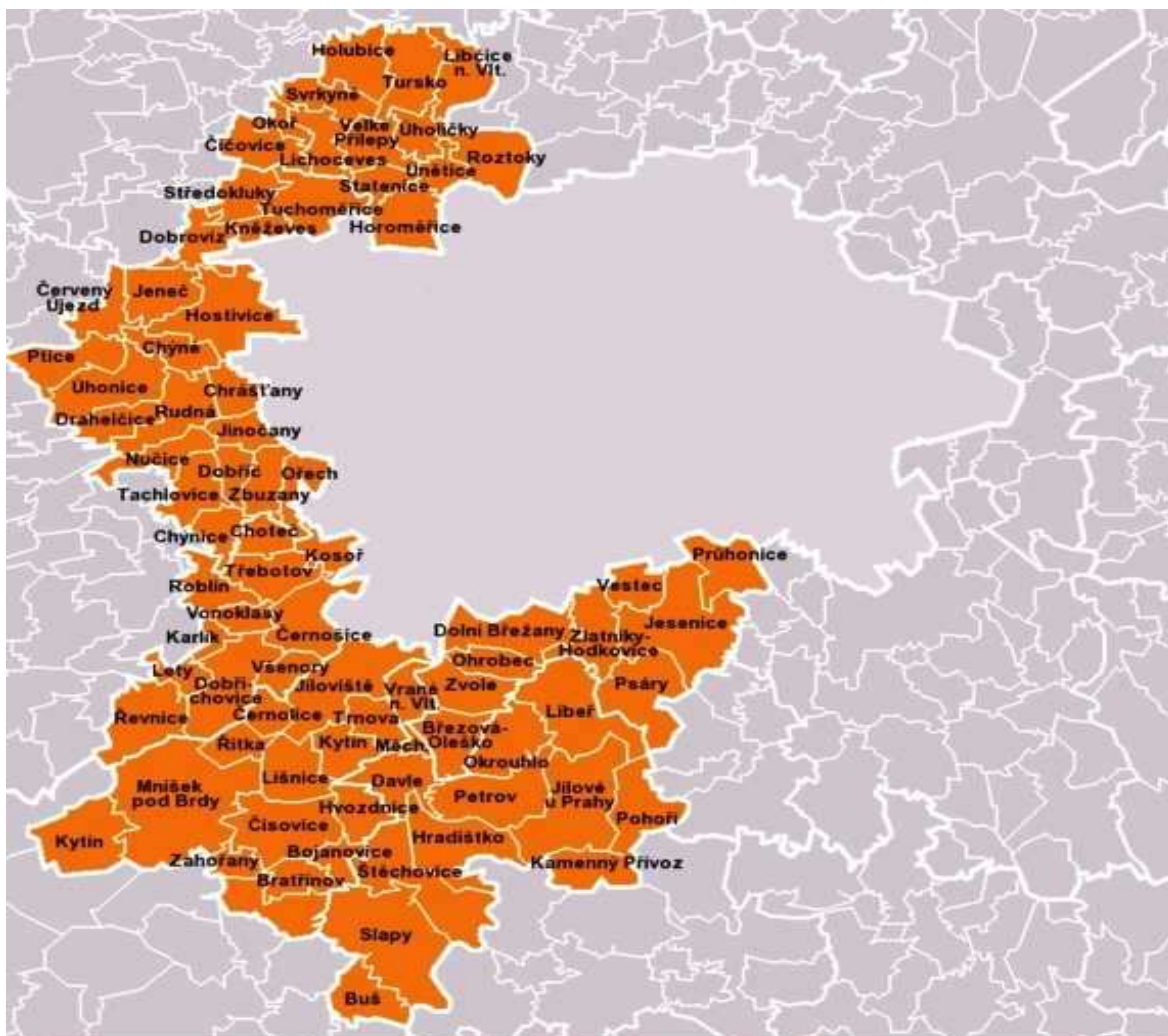 Holubice
Libčice
n. Vlt.
Tursko
Svrkyně
Okoř
Velké
Přílepy
Úholičky
Číčovice
Lichoceves
Roztoky
Únětice
Statenice
Středokluky
Tuchoměřice
Kněževes
Horoměřice
Dobrovíz
Červený
Újezd
Jeneč
Hostivice
Chýně
Ptice
Úhonice
Chrášťany
Rudná
Drahelčice
Jinočany
Nučice
Dobříč
Ořech
Tachlovice
Zbuzany
Chýnice
Choteč
Kosoř
Třebotov
Roblín
Vonoklasy
Karlík
Černošice
Průhonice
Vestec
Jesenice
Dolní Břežany
Zlatníky-
Hodkovice
Ohrobec
Zvole
Psáry
Lety
Všenory
Dobři-
chovice
Jíloviště
Vrané
n. Vlt.
Libeř
Řevnice
Černolice
Trnová
Březová-
Oleško
Řitka
Kytín
Měch.
Okrouhlo
Líšnice
Davle
Mníšek
pod Brdy
Petrov
Jílové
u Prahy
Hvozdnice
Čisovice
Pohoří
Kytín
Bojanovice
Hradištko
Zahořany
Štěchovice
Kamenný Přívoz
Bratřínov
Slapy
Buš